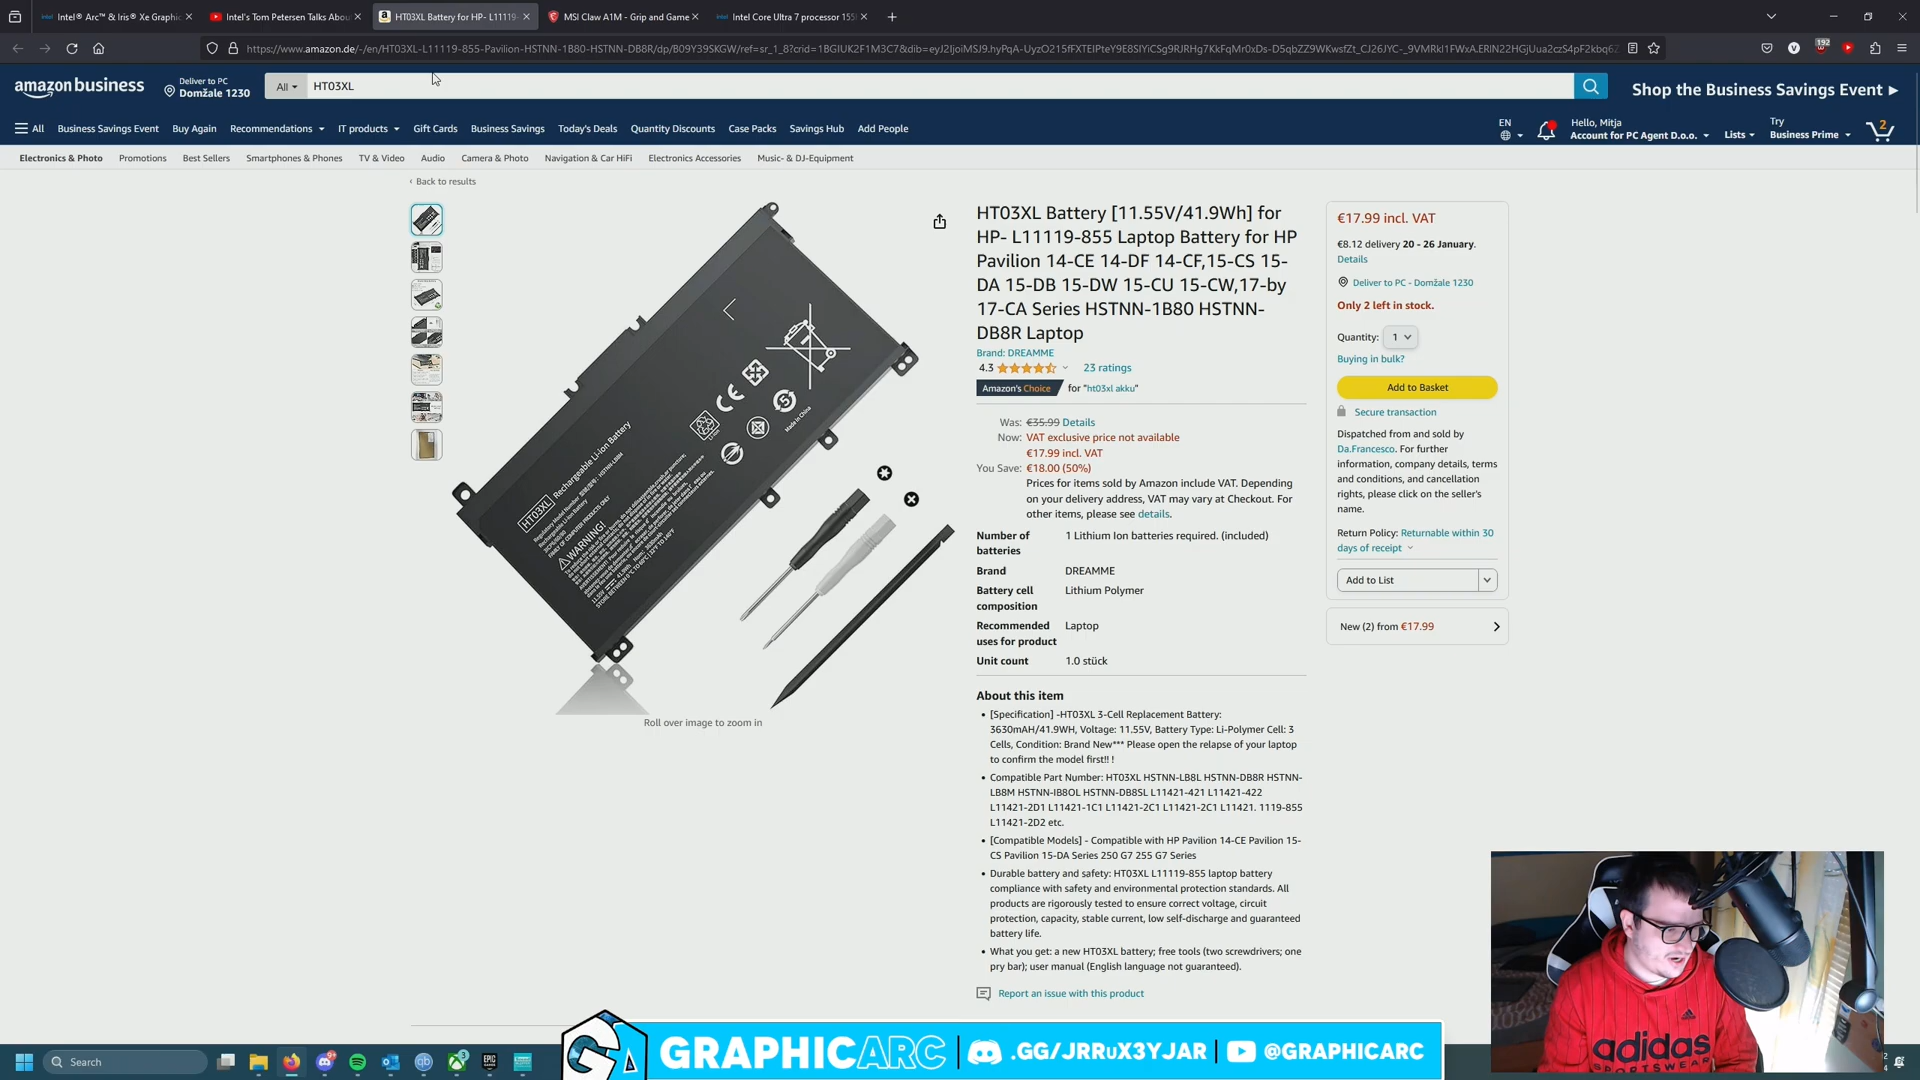 Intel® Arc™ & Iris® Xe Graphic
Intel's Tom Petersen Talks Abou
HT03XL Battery for HP- L11119-
MSI Claw A1M - Grip and Game
Intel Core Ultra 7 processor 155
amazon business
Deliver to PC
Domžale 1230
All
HT03XL
Shop the Business Savings Event ▸
All
Business Savings Event
Buy Again
Recommendations
IT products
Gift Cards
Business Savings
Today's Deals
Quantity Discounts
Case Packs
Savings Hub
Add People
EN
Hello, Mitja
Account for PC Agent D.o.o.
Lists
Try
Business Prime
2
Electronics & Photo
Promotions
Best Sellers
Smartphones & Phones
TV & Video
Audio
Camera & Photo
Navigation & Car HiFi
Electronics Accessories
Music- & DJ-Equipment
‹ Back to results
HT03XL Battery [11.55V/41.9Wh] for
HP- L11119-855 Laptop Battery for HP
Pavilion 14-CE 14-DF 14-CF,15-CS 15-
DA 15-DB 15-DW 15-CU 15-CW,17-by
17-CA Series HSTNN-1B80 HSTNN-
DB8R Laptop
Brand: DREAMME
4.3
23 ratings
Amazon's Choice for "ht03xl akku"
Was: €35.99 Details
Now: VAT exclusive price not available
€17.99 incl. VAT
You Save: €18.00 (50%)
Prices for items sold by Amazon include VAT. Depending
on your delivery address, VAT may vary at Checkout. For
other items, please see details.
Number of
batteries
1 Lithium Ion batteries required. (included)
Brand
DREAMME
Battery cell
composition
Lithium Polymer
Recommended
uses for product
Laptop
Unit count
1.0 stück
About this item
• [Specification] -HT03XL 3-Cell Replacement Battery:
3630mAH/41.9WH, Voltage: 11.55V, Battery Type: Li-Polymer Cell: 3
Cells, Condition: Brand New*** Please open the relapse of your laptop
to confirm the model first!! !
• Compatible Part Number: HT03XL HSTNN-LB8L HSTNN-DB8R HSTNN-
LB8M HSTNN-IB8OL HSTNN-DB8SL L11421-421 L11421-422
L11421-2D1 L11421-1C1 L11421-2C1 L11421-2C1 L11421. 1119-855
L11421-2D2 etc.
• [Compatible Models] - Compatible with HP Pavilion 14-CE Pavilion 15-
CS Pavilion 15-DA Series 250 G7 255 G7 Series
• Durable battery and safety: HT03XL L11119-855 laptop battery
compliance with safety and environmental protection standards. All
products are rigorously tested to ensure correct voltage, circuit
protection, capacity, stable current, low self-discharge and guaranteed
battery life.
• What you get: a new HT03XL battery; free tools (two screwdrivers; one
pry bar); user manual (English language not guaranteed).
Report an issue with this product
€17.99 incl. VAT
€8.12 delivery 20 - 26 January.
Details
Deliver to PC - Domžale 1230
Only 2 left in stock.
Quantity: 1
Buying in bulk?
Add to Basket
Secure transaction
Dispatched from and sold by
Da.Francesco. For further
information, company details, terms
and conditions, and cancellation
rights, please click on the seller's
name.
Return Policy: Returnable within 30
days of receipt
Add to List
New (2) from €17.99
HT03XL
Rechargeable Li-ion Battery
WARNING!
CE
Made in China
Roll over image to zoom in
adidas
Search
GRAPHICARC
.GG/JRRuX3YJAR
@GRAPHICARC